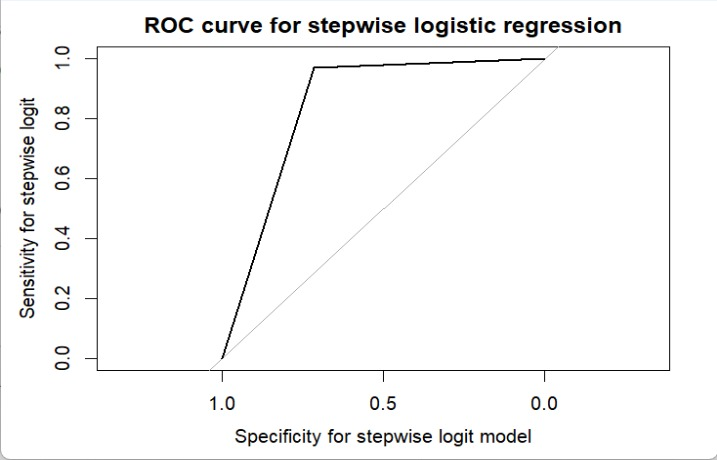 ROC curve for stepwise logistic regression
Sensitivity for stepwise logit
1.0
0.8
0.6
0.4
0.2
0.0
1.0 0.5 0.0
Specificity for stepwise logit model